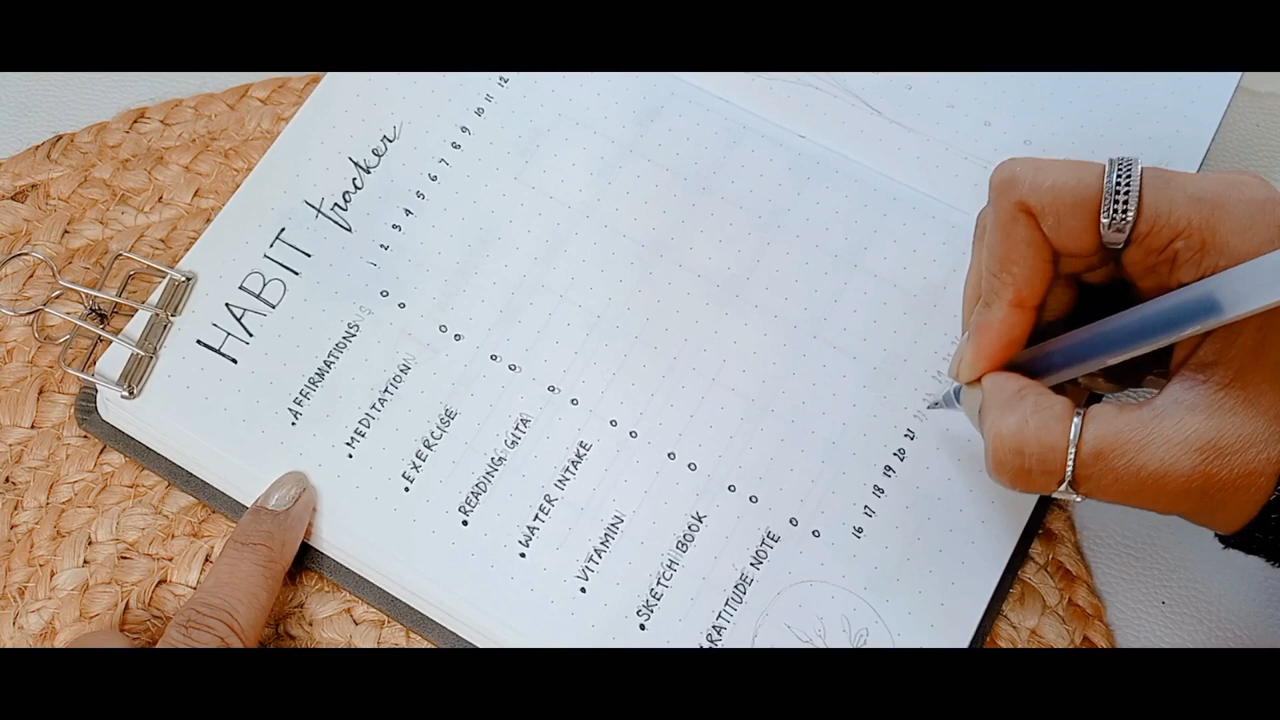 HABIT tracker
1 2 3 4 5 6 7 8 9 10 11 12
• AFFIRMATIONS
• MEDITATION
• EXERCISE
• READING GITA
• WATER INTAKE
• VITAMIN
• SKETCH BOOK
GRATITUDE NOTE
16 17 18 19 20 21